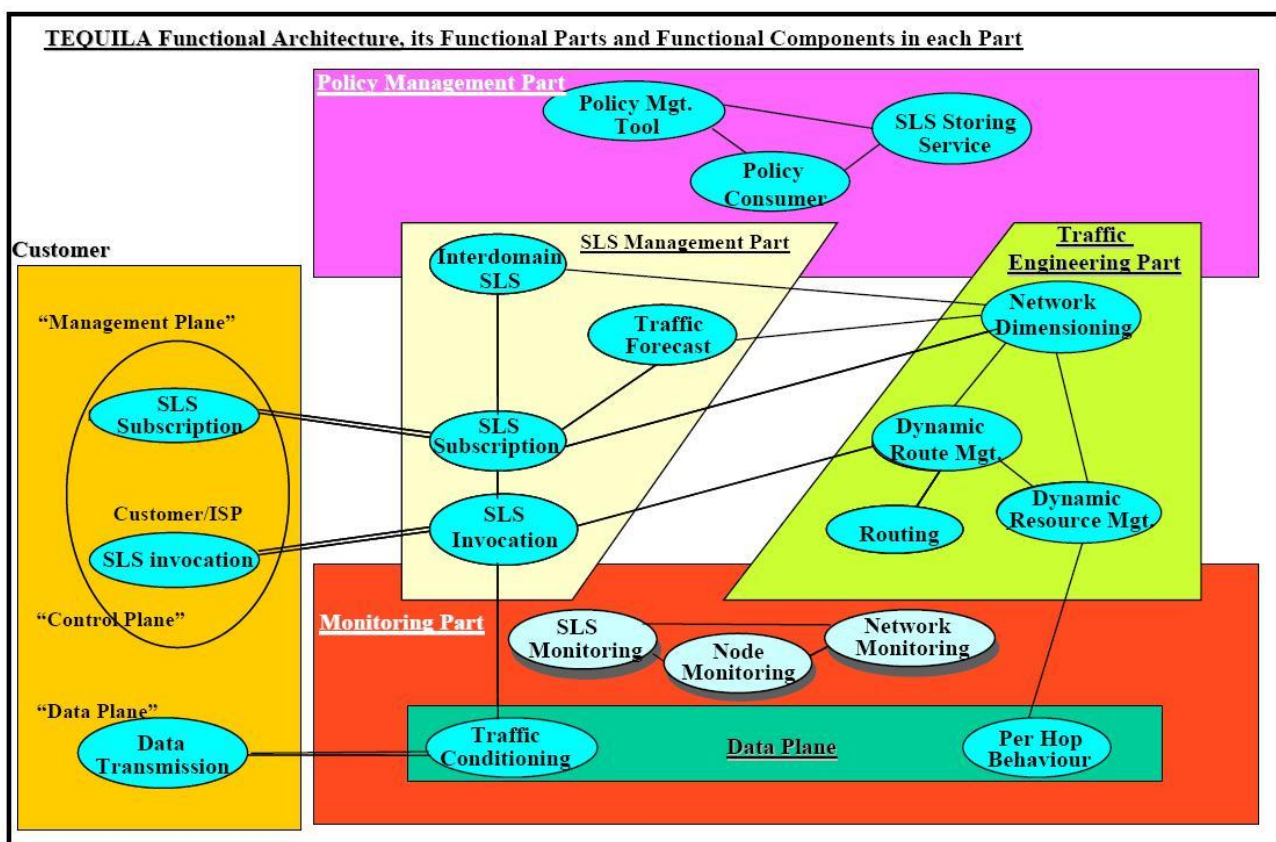 TEQUILA Functional Architecture, its Functional Parts and Functional Components in each Part
Policy Management Part
Policy Mgt.
Tool
SLS Storing
Service
Policy
Consumer
Customer
“Management Plane”
SLS
Subscription
Customer/ISP
SLS invocation
“Control Plane”
“Data Plane”
Data
Transmission
SLS Management Part
Interdomain
SLS
Traffic
Forecast
SLS
Subscription
SLS
Invocation
Traffic
Engineering Part
Network
Dimensioning
Dynamic
Route Mgt.
Dynamic
Resource Mgt.
Routing
Monitoring Part
SLS
Monitoring
Node
Monitoring
Network
Monitoring
Traffic
Conditioning
Data Plane
Per Hop
Behaviour